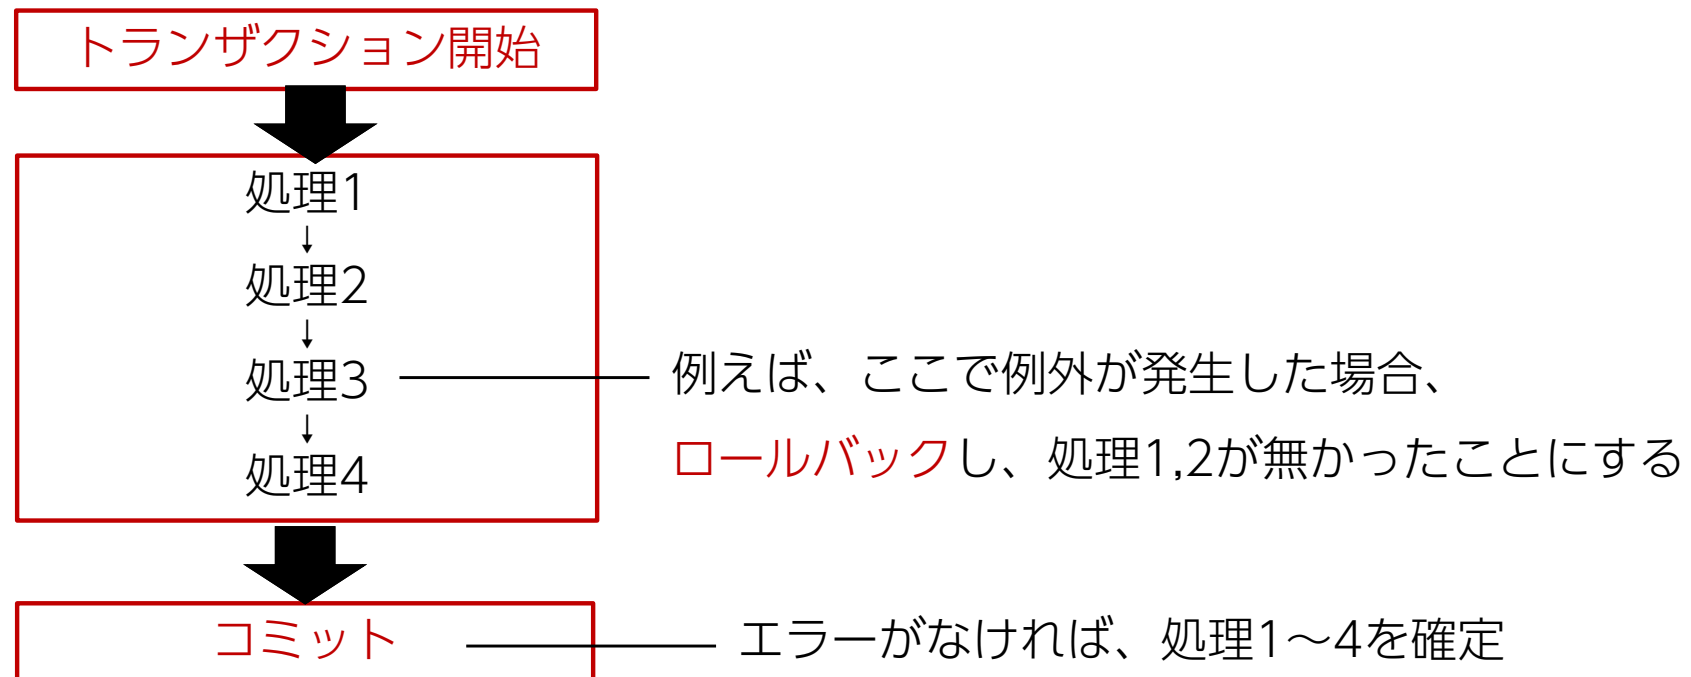 トランザクション開始
処理1
↓
処理2
↓
処理3
例えば、ここで例外が発生した場合、
↓
ロールバックし、処理1,2が無かったことにする
処理4
コミット
エラーがなければ、処理1～4を確定